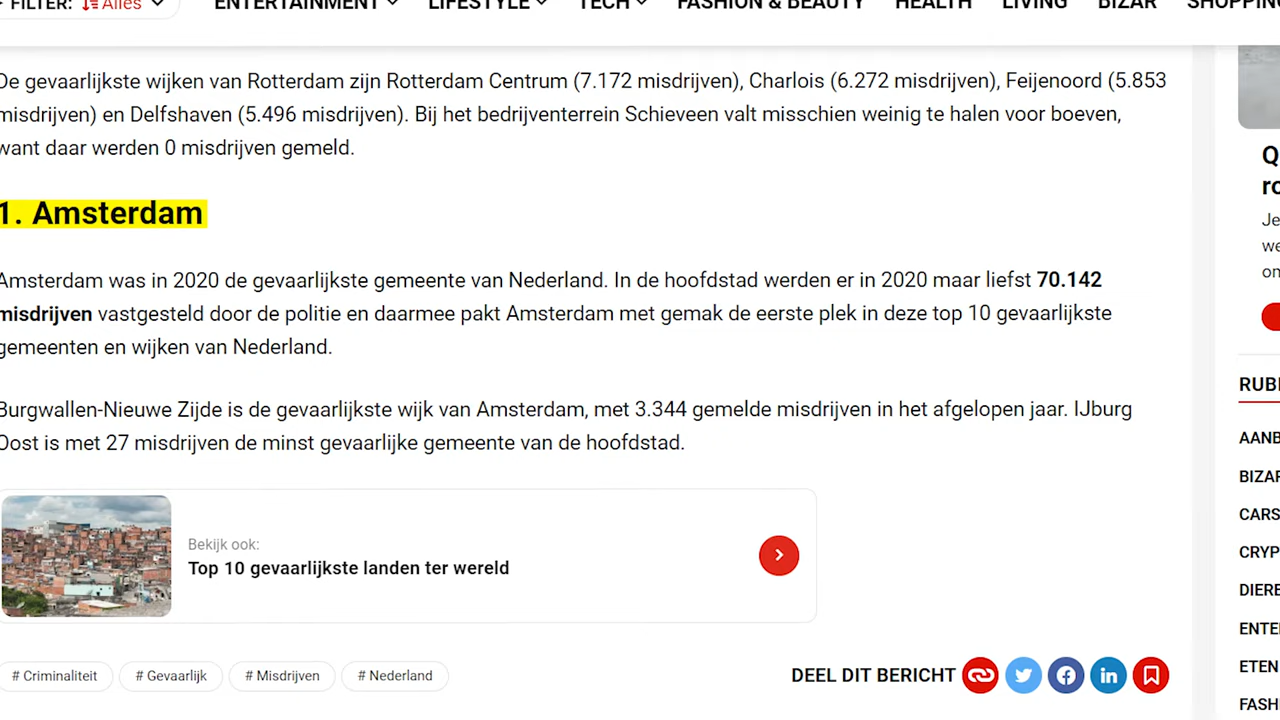 FILTER: Alles ENTERTAINMENT LIFESTYLE TECH FASHION & BEAUTY HEALTH LIVING BIZAR SHOPPING
De gevaarlijkste wijken van Rotterdam zijn Rotterdam Centrum (7.172 misdrijven), Charlois (6.272 misdrijven), Feijenoord (5.853
misdrijven) en Delfshaven (5.496 misdrijven). Bij het bedrijventerrein Schieveen valt misschien weinig te halen voor boeven,
want daar werden 0 misdrijven gemeld.
1. Amsterdam
Amsterdam was in 2020 de gevaarlijkste gemeente van Nederland. In de hoofdstad werden er in 2020 maar liefst 70.142
misdrijven vastgesteld door de politie en daarmee pakt Amsterdam met gemak de eerste plek in deze top 10 gevaarlijkste
gemeenten en wijken van Nederland.
Burgwallen-Nieuwe Zijde is de gevaarlijkste wijk van Amsterdam, met 3.344 gemelde misdrijven in het afgelopen jaar. IJburg
Oost is met 27 misdrijven de minst gevaarlijke gemeente van de hoofdstad.
Bekijk ook:
Top 10 gevaarlijkste landen ter wereld
# Criminaliteit # Gevaarlijk # Misdrijven # Nederland
DEEL DIT BERICHT
Je
we
RUB
AANB
BIZAR
CARS
CRYP
DIERE
ENTE
ETEN
FASH